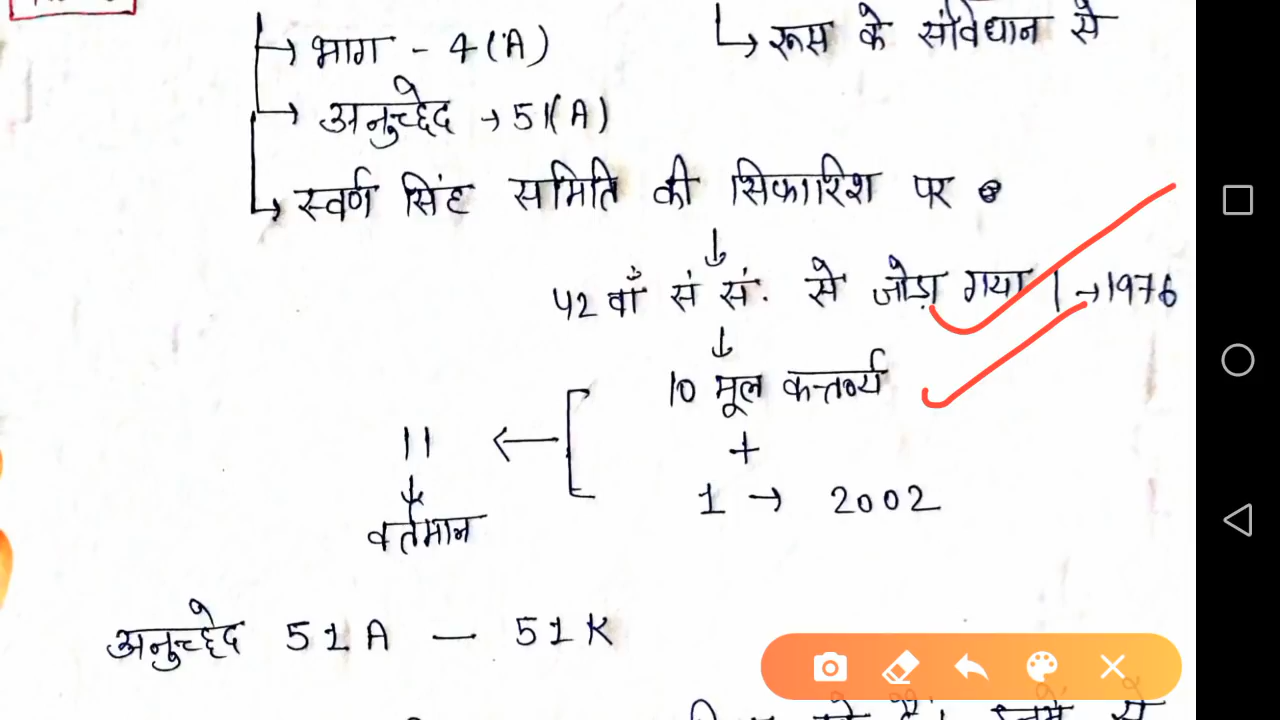 भाग - 4 (A)
रूस के संविधान से
अनुच्छेद → 51(A)
स्वर्ण सिंह समिति की सिफारिश पर
↓
42 वाँ सं सं. से जोड़ा गया | → 1976
↓
10 मूल कर्त्तव्य
+
11 ←
1 → 2002
↓
वर्तमान
अनुच्छेद 51A — 51K